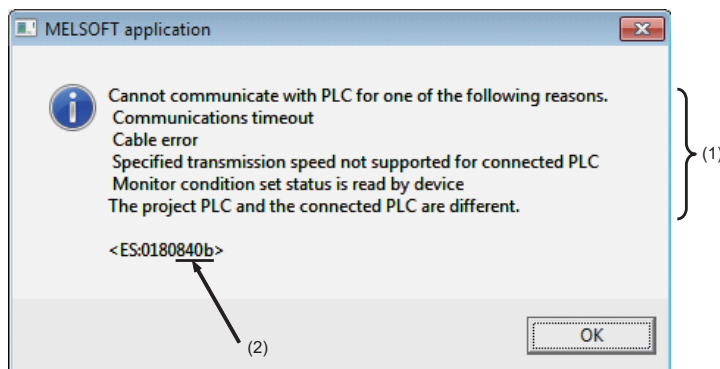 MELSOFT application
Cannot communicate with PLC for one of the following reasons.
Communications timeout
Cable error
Specified transmission speed not supported for connected PLC
Monitor condition set status is read by device
The project PLC and the connected PLC are different.
(1)
<ES:0180840b>
(2)
OK